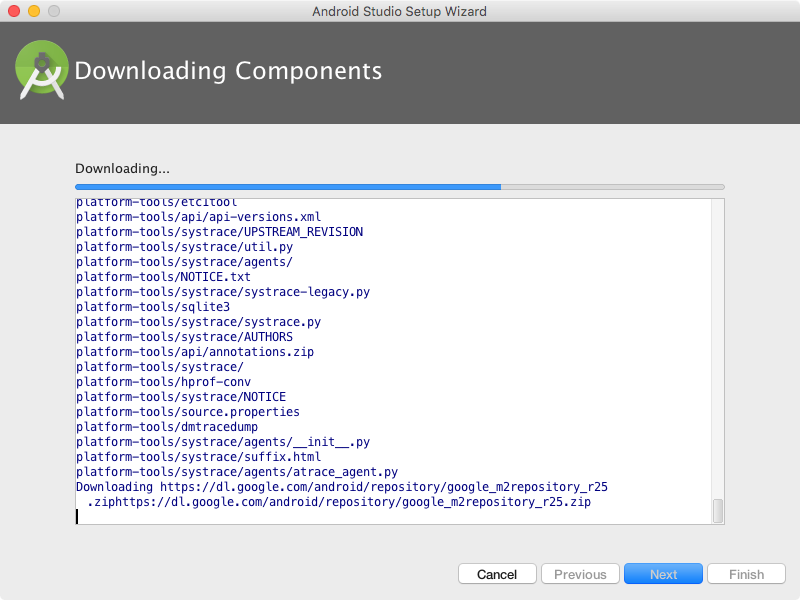 Android Studio Setup Wizard
Downloading Components
Downloading...
platform-tools/etc1tool
platform-tools/api/api-versions.xml
platform-tools/systrace/UPSTREAM_REVISION
platform-tools/systrace/util.py
platform-tools/systrace/agents/
platform-tools/NOTICE.txt
platform-tools/systrace/systrace-legacy.py
platform-tools/sqlite3
platform-tools/systrace/systrace.py
platform-tools/systrace/AUTHORS
platform-tools/api/annotations.zip
platform-tools/systrace/
platform-tools/hprof-conv
platform-tools/systrace/NOTICE
platform-tools/source.properties
platform-tools/dmtracedump
platform-tools/systrace/agents/__init__.py
platform-tools/systrace/suffix.html
platform-tools/systrace/agents/atrace_agent.py
Downloading https://dl.google.com/android/repository/google_m2repository_r25
.ziphttps://dl.google.com/android/repository/google_m2repository_r25.zip
Cancel Previous Next Finish